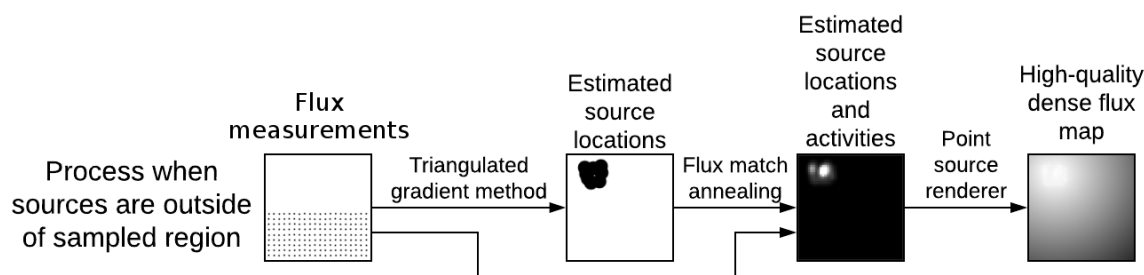 Process when
sources are outside
of sampled region
Flux
measurements
Triangulated
gradient method
Estimated
source
locations
Flux match
annealing
Estimated
source
locations
and
activities
Point
source
renderer
High-quality
dense flux
map